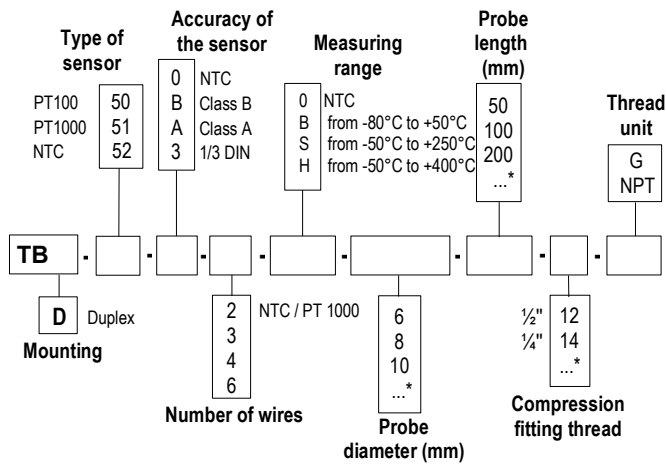 Type of
sensor
PT100 50
PT1000 51
NTC 52
Accuracy of
the sensor
0 NTC
B Class B
A Class A
3 1/3 DIN
Measuring
range
0 NTC
B from -80°C to +50°C
S from -50°C to +250°C
H from -50°C to +400°C
Probe
length
(mm)
50
100
200
...*
Thread
unit
G
NPT
TB - - - - - - - -
D Duplex
Mounting
2 NTC / PT 1000
3
4
6
Number of wires
6
8
10
...*
Probe
diameter (mm)
½" 12
¼" 14
...*
Compression
fitting thread